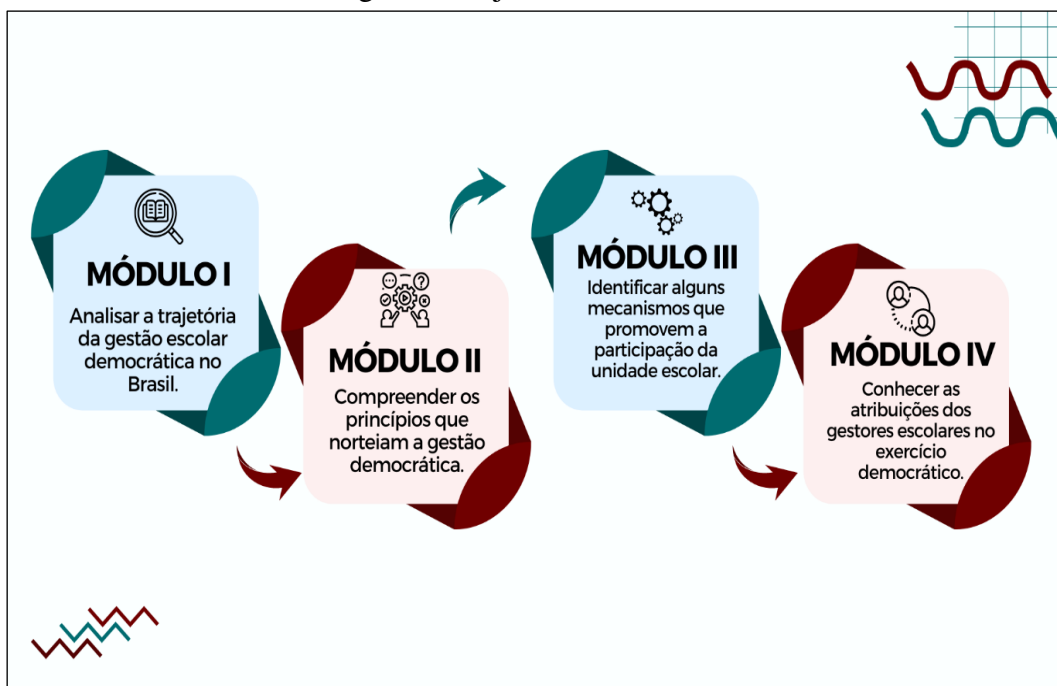 MÓDULO I
Analisar a trajetória
da gestão escolar
democrática no
Brasil.
MÓDULO II
Compreender os
princípios que
norteiam a gestão
democrática.
MÓDULO III
Identificar alguns
mecanismos que
promovem a
participação da
unidade escolar.
MÓDULO IV
Conhecer as
atribuições dos
gestores escolares no
exercício
democrático.